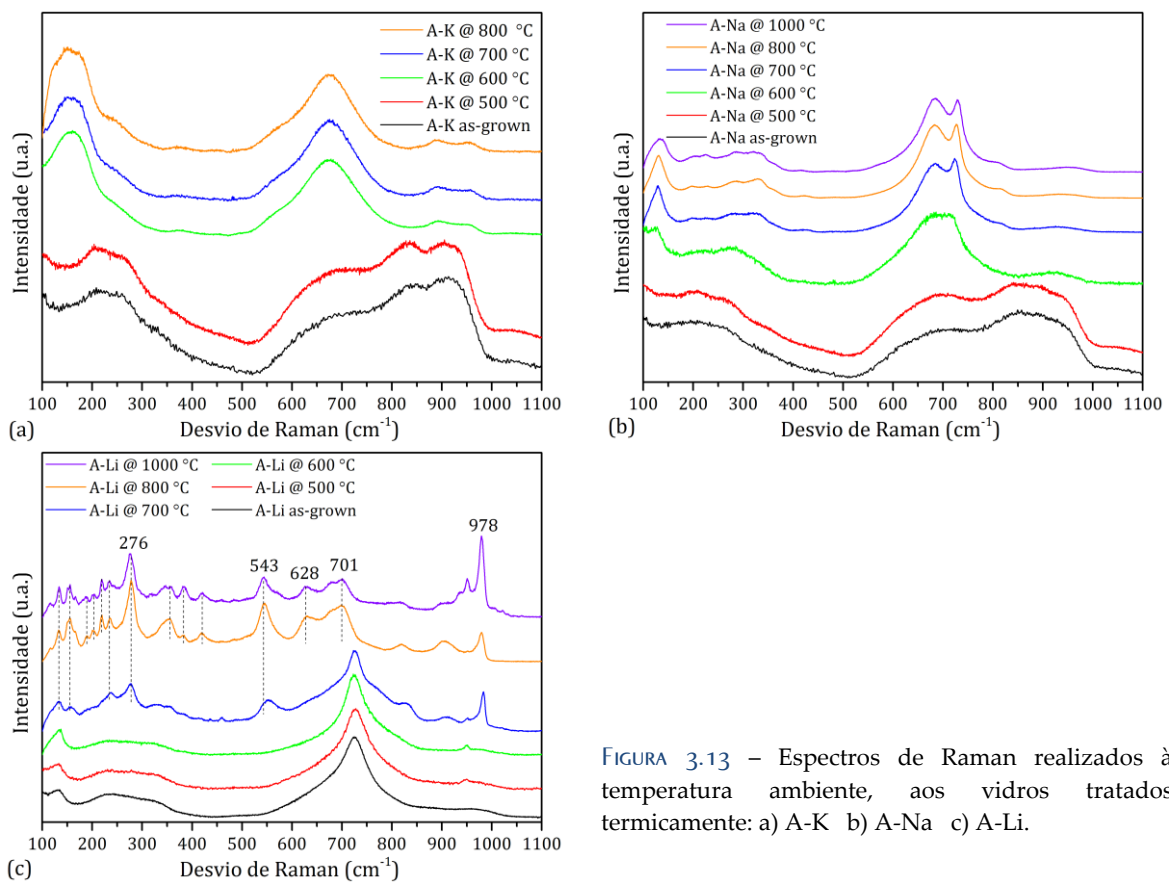 A-K @ 800 °C
A-K @ 700 °C
A-K @ 600 °C
A-K @ 500 °C
A-K as-grown
Intensidade (u.a.)
100 200 300 400 500 600 700 800 900 1000 1100
Desvio de Raman (cm⁻¹)
(a)
A-Na @ 1000 °C
A-Na @ 800 °C
A-Na @ 700 °C
A-Na @ 600 °C
A-Na @ 500 °C
A-Na as-grown
Intensidade (u.a.)
100 200 300 400 500 600 700 800 900 1000 1100
Desvio de Raman (cm⁻¹)
(b)
A-Li @ 1000 °C A-Li @ 600 °C
A-Li @ 800 °C A-Li @ 500 °C
A-Li @ 700 °C A-Li as-grown
276
543
628
701
978
Intensidade (u.a.)
100 200 300 400 500 600 700 800 900 1000 1100
Desvio de Raman (cm⁻¹)
(c)
FIGURA 3.13 – Espectros de Raman realizados à
temperatura ambiente, aos vidros tratados
termicamente: a) A-K b) A-Na c) A-Li.